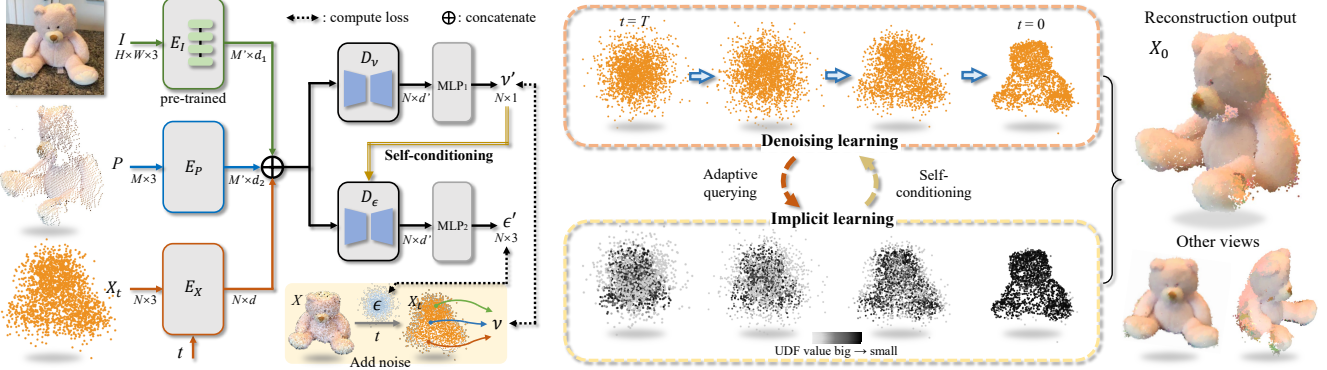 : compute loss
⊕ : concatenate
I
H×W×3
E_I
M'×d_1
pre-trained
P
M×3
E_P
M'×d_2
X_t
N×3
E_X
N×d
t
D_ν
N×d'
MLP_1
ν'
N×1
Self-conditioning
D_ϵ
N×d'
MLP_2
ϵ'
N×3
X
ϵ
X_t
t
ν
Add noise
t = T
t = 0
Denoising learning
Adaptive
querying
Self-
conditioning
Implicit learning
UDF value big → small
Reconstruction output
X_0
Other views